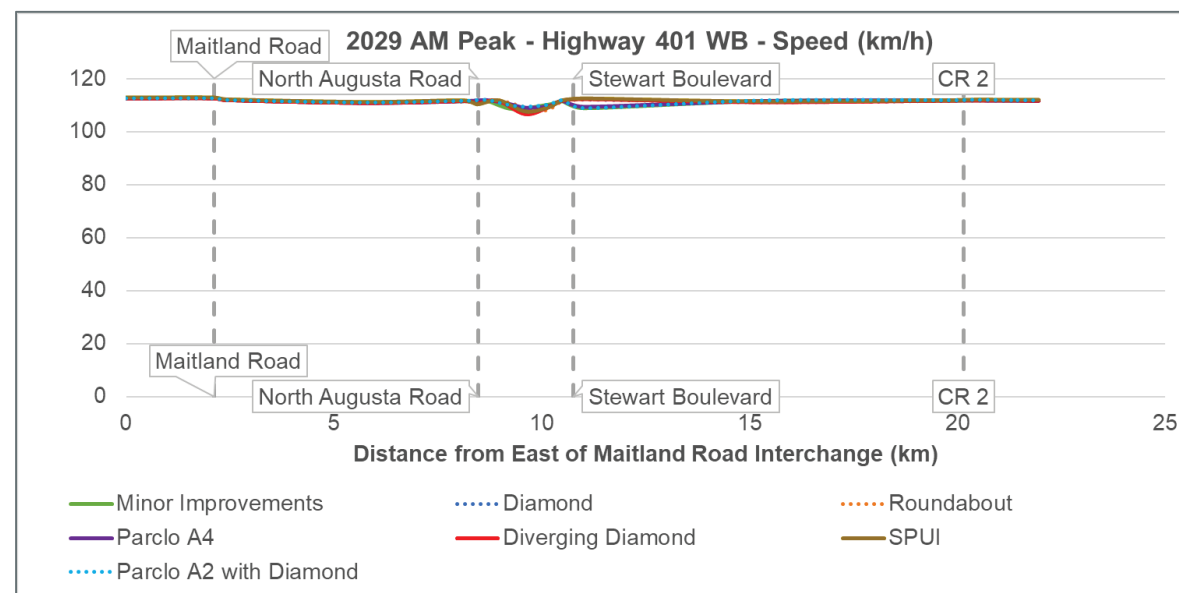 2029 AM Peak - Highway 401 WB - Speed (km/h)
Maitland Road
North Augusta Road
Stewart Boulevard
CR 2
120
100
80
60
40
20
0
Maitland Road
North Augusta Road
Stewart Boulevard
CR 2
0 5 10 15 20 25
Distance from East of Maitland Road Interchange (km)
Minor Improvements Diamond Roundabout
Parclo A4 Diverging Diamond SPUI
Parclo A2 with Diamond